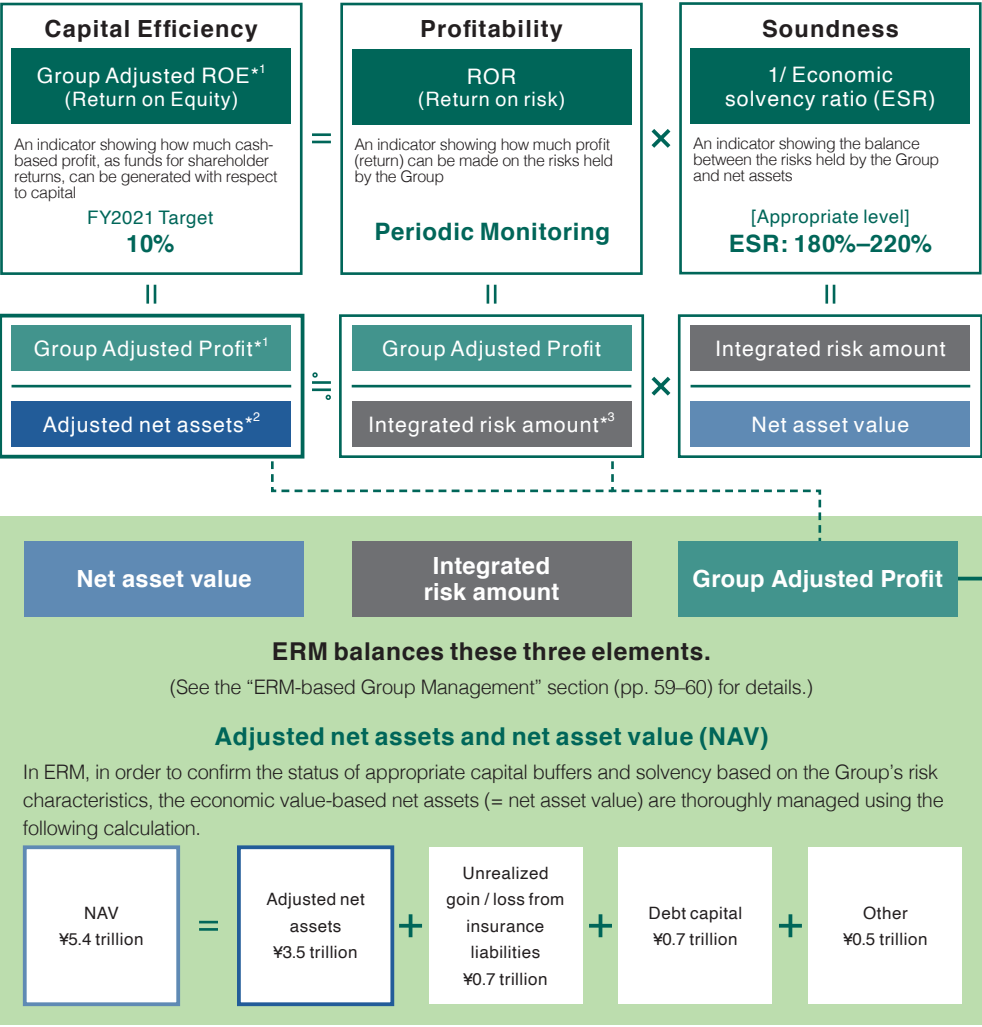 Capital Efficiency
Group Adjusted ROE*1
(Return on Equity)
An indicator showing how much cash-
based profit, as funds for shareholder
returns, can be generated with respect
to capital
FY2021 Target
10%
=
Profitability
ROR
(Return on risk)
An indicator showing how much profit
(return) can be made on the risks held
by the Group
Periodic Monitoring
×
Soundness
1/ Economic
solvency ratio (ESR)
An indicator showing the balance
between the risks held by the Group
and net assets
[Appropriate level]
ESR: 180%–220%
Group Adjusted Profit*1
Adjusted net assets*2
≒
Group Adjusted Profit
Integrated risk amount*3
×
Integrated risk amount
Net asset value
Net asset value
Integrated
risk amount
Group Adjusted Profit
ERM balances these three elements.
(See the “ERM-based Group Management” section (pp. 59–60) for details.)
Adjusted net assets and net asset value (NAV)
In ERM, in order to confirm the status of appropriate capital buffers and solvency based on the Group’s risk
characteristics, the economic value-based net assets (= net asset value) are thoroughly managed using the
following calculation.
NAV
¥5.4 trillion
=
Adjusted net
assets
¥3.5 trillion
+
Unrealized
goin / loss from
insurance
liabilities
¥0.7 trillion
+
Debt capital
¥0.7 trillion
+
Other
¥0.5 trillion